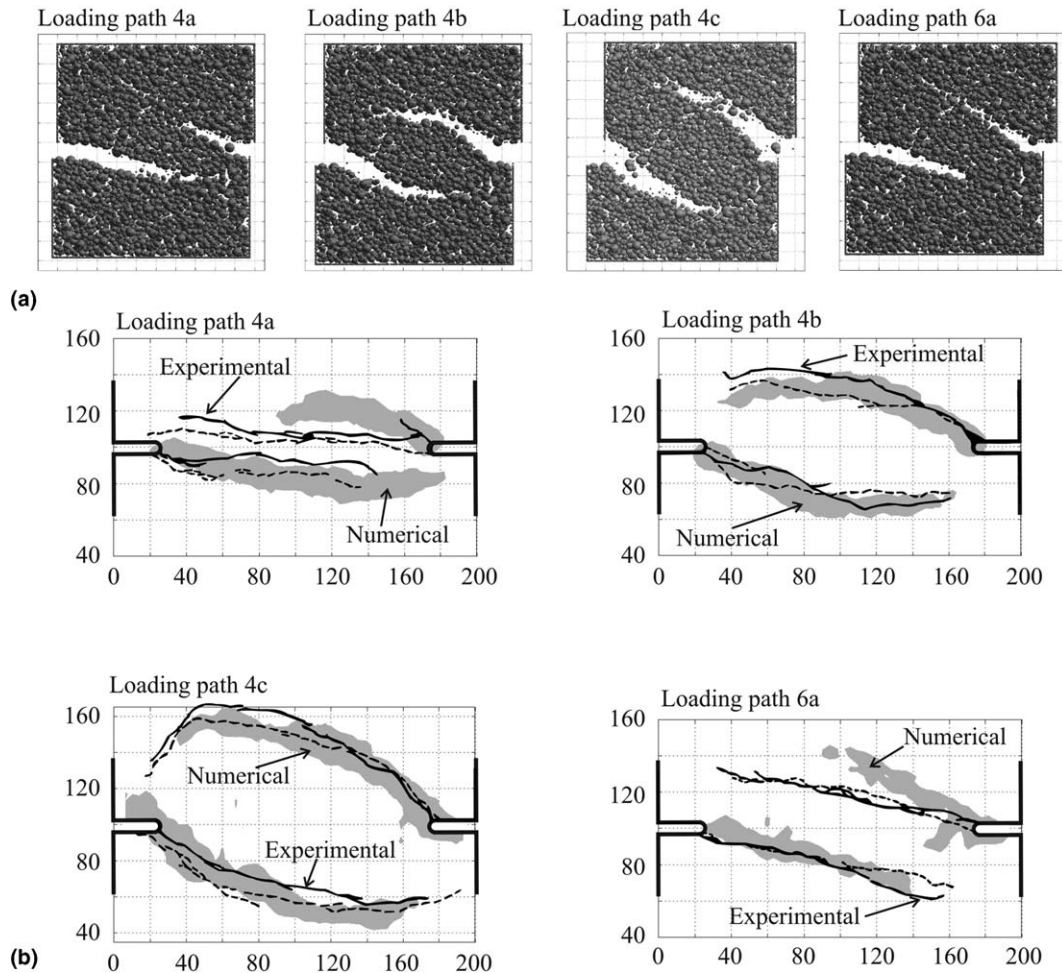 Loading path 4a
Loading path 4b
Loading path 4c
Loading path 6a
(a)
Loading path 4a
160
120
80
40
0 40 80 120 160 200
Experimental
Numerical
Loading path 4b
160
120
80
40
0 40 80 120 160 200
Experimental
Numerical
Loading path 4c
160
120
80
40
0 40 80 120 160 200
Numerical
Experimental
Loading path 6a
160
120
80
40
0 40 80 120 160 200
Numerical
Experimental
(b)